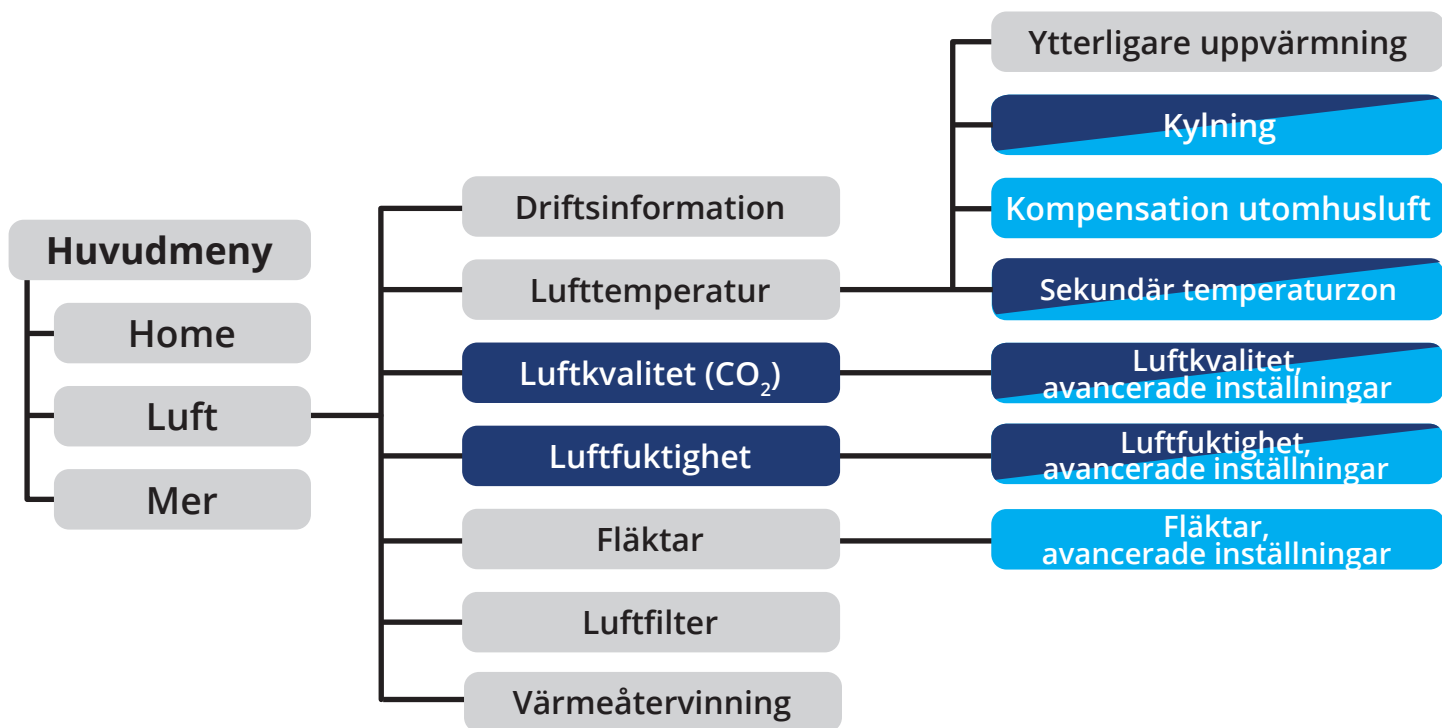 Huvudmeny
Home
Luft
Mer
Driftsinformation
Lufttemperatur
Luftkvalitet (CO₂)
Luftfuktighet
Fläktar
Luftfilter
Värmeåtervinning
Ytterligare uppvärmning
Kylning
Kompensation utomhusluft
Sekundär temperaturzon
Luftkvalitet,
avancerade inställningar
Luftfuktighet,
avancerade inställningar
Fläktar,
avancerade inställningar